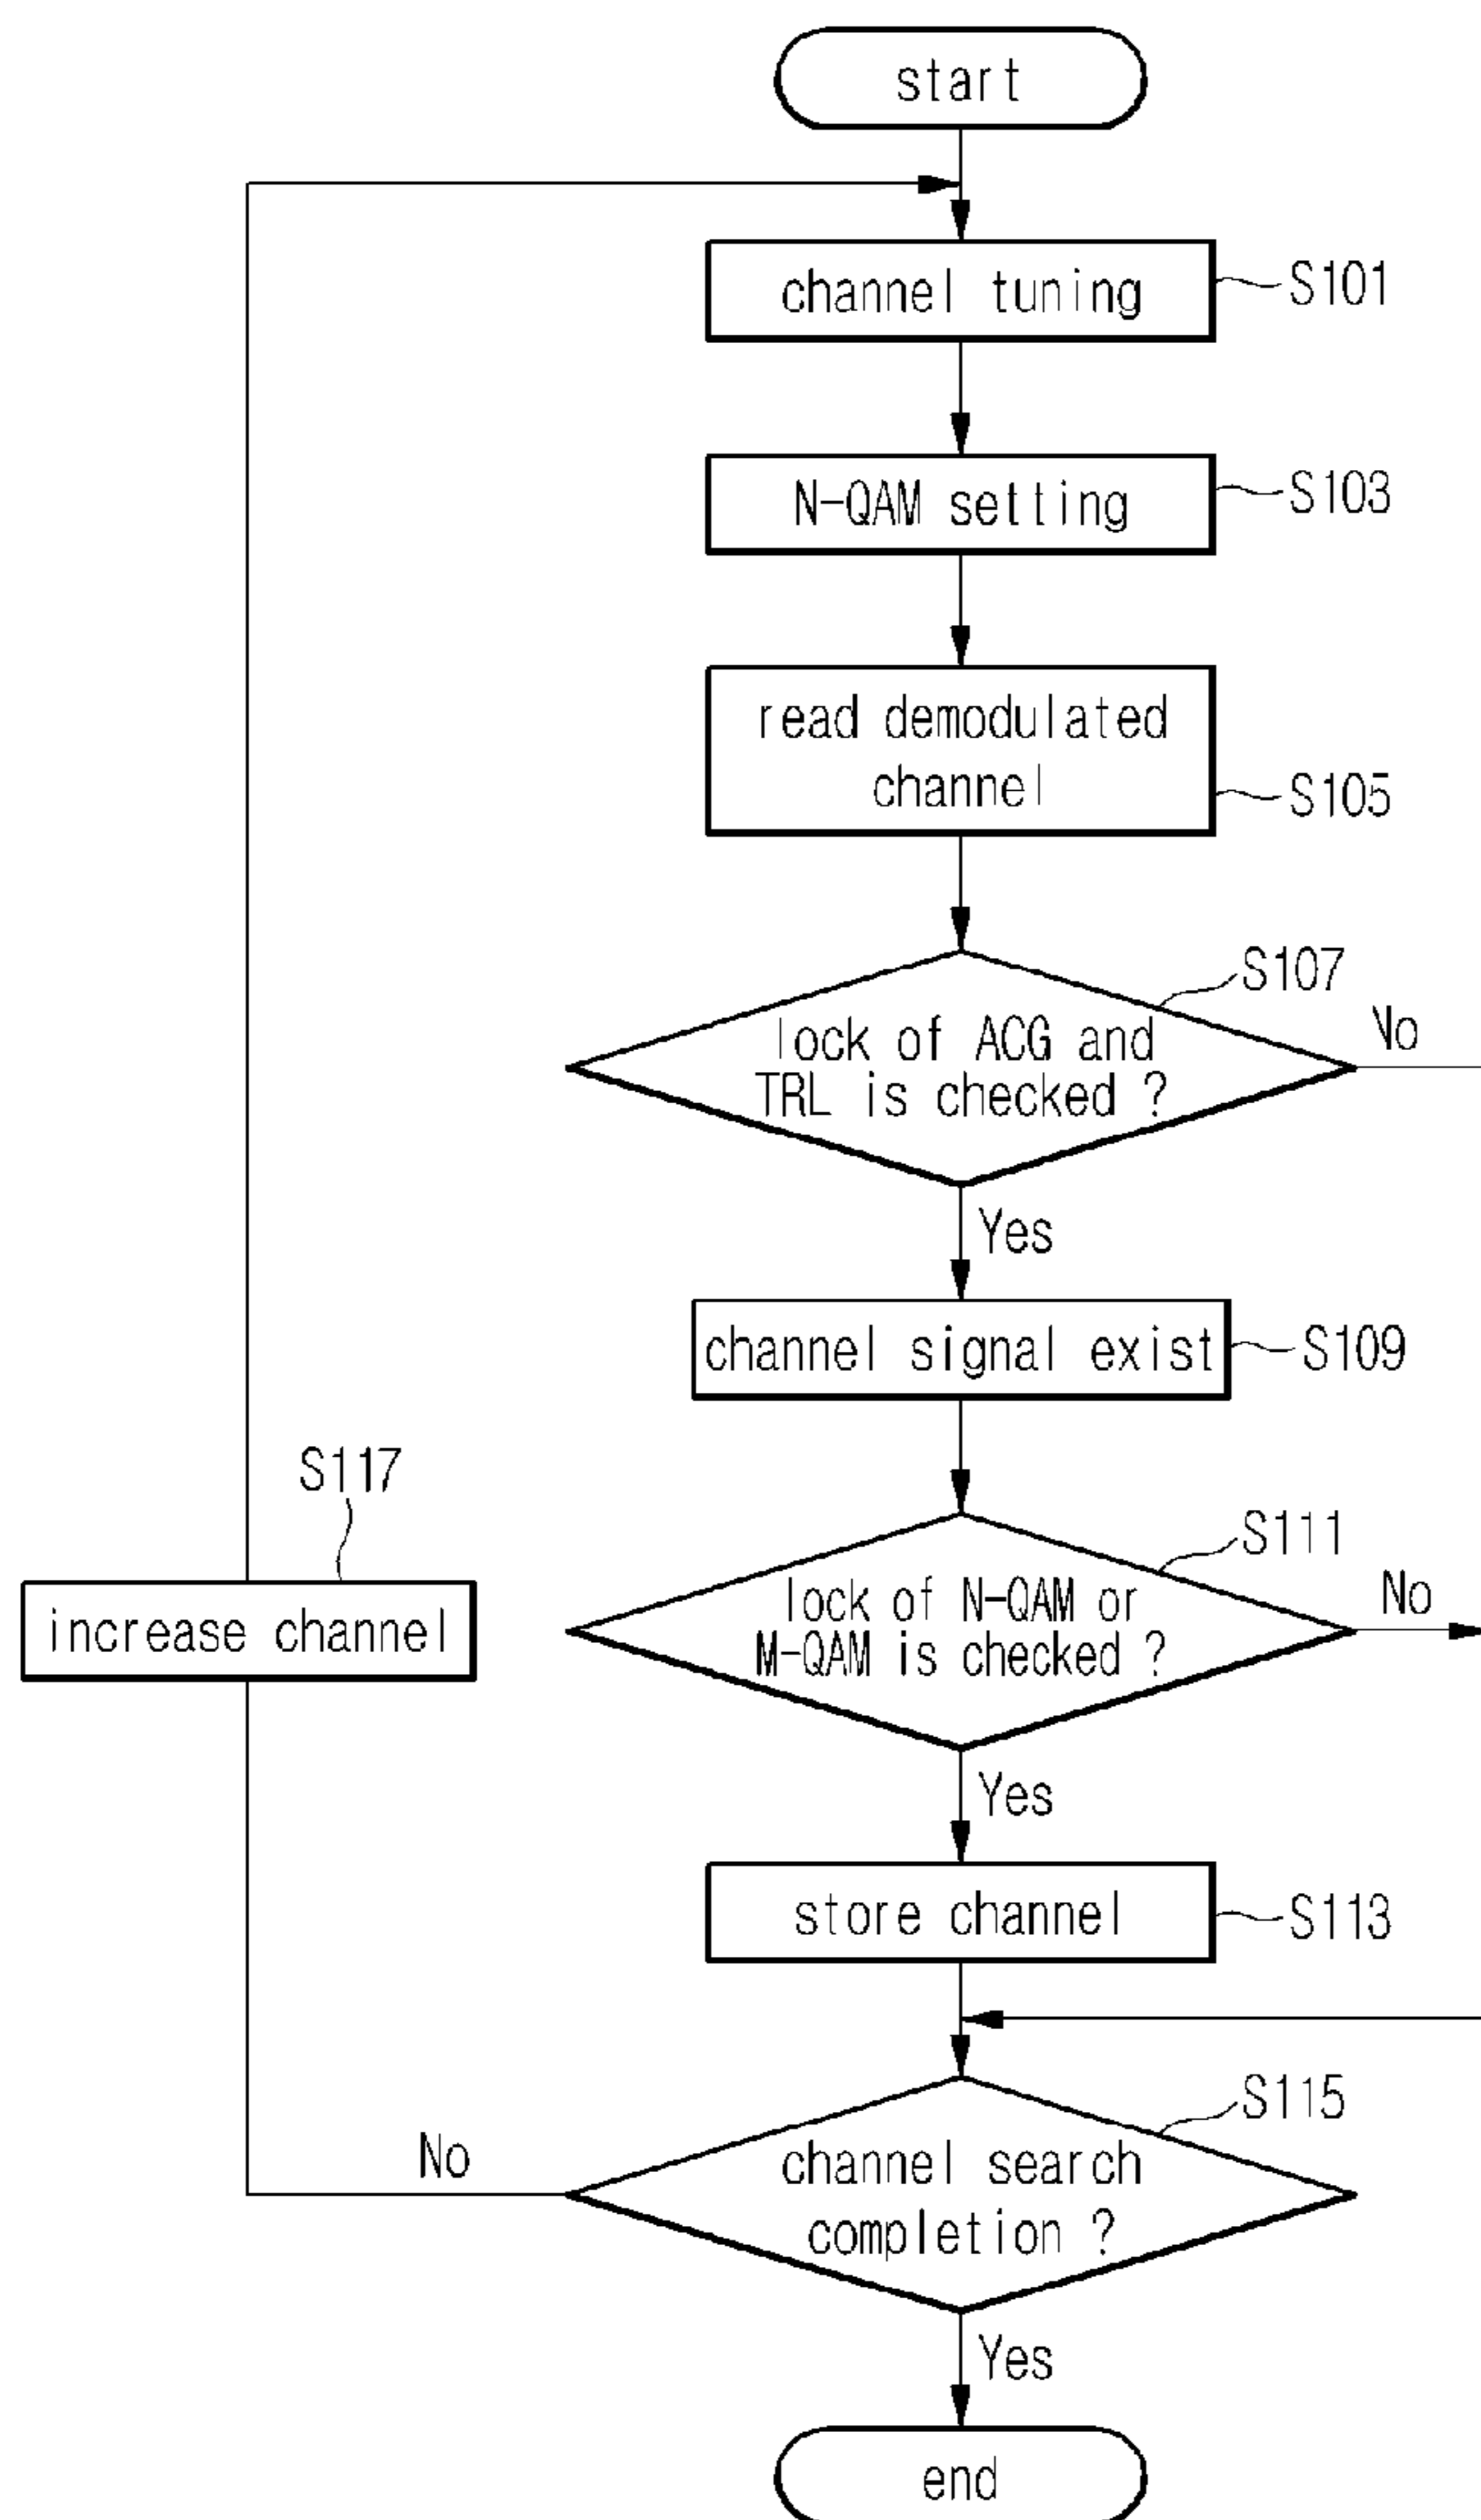 start
channel tuning
S101
N-QAM setting
S103
read demodulated
channel
S105
S107
lock of ACG and
TRL is checked ?
No
Yes
channel signal exist
S109
S117
increase channel
S111
lock of N-QAM or
M-QAM is checked ?
No
Yes
store channel
S113
S115
channel search
completion ?
No
Yes
end